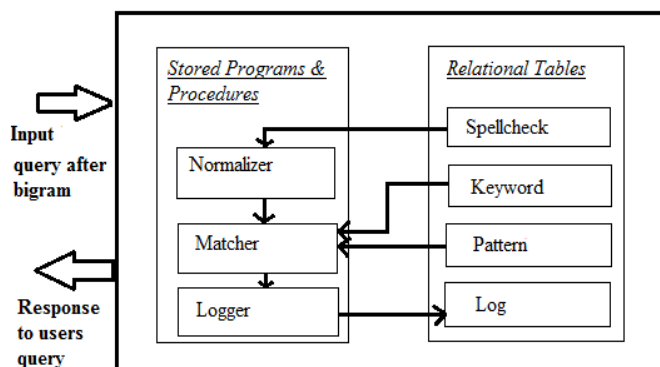 Stored Programs &
Procedures
Relational Tables
Input
query after
bigram
Spellcheck
Normalizer
Keyword
Matcher
Pattern
Response
to users
query
Logger
Log